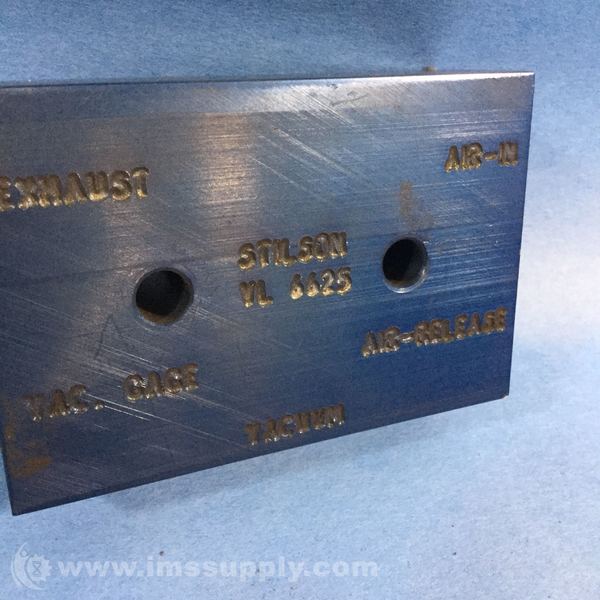 EXHAUST
AIR-IN
STILSON
VL 6625
AIR-RELEASE
VAC. GAGE
VACUUM
www.imssupply.com